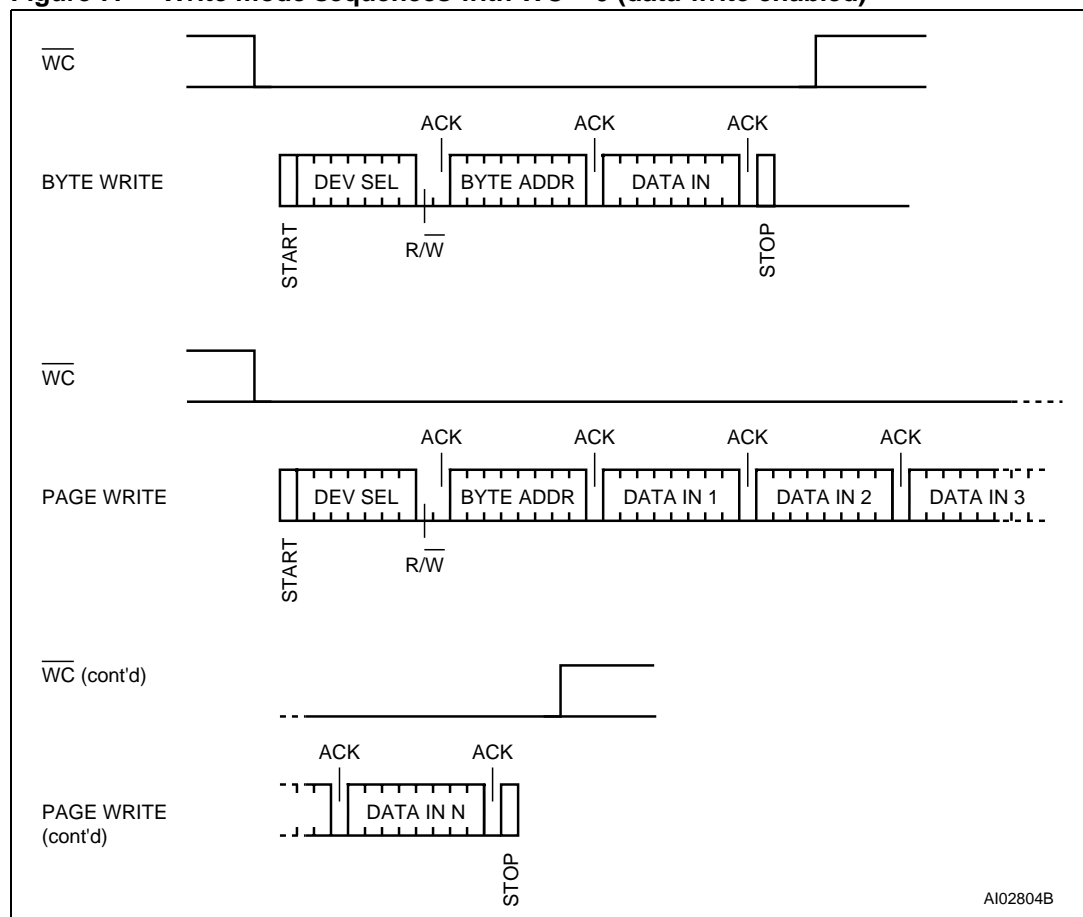 WC
ACK ACK ACK
BYTE WRITE DEV SEL BYTE ADDR DATA IN
START R/W STOP
WC
ACK ACK ACK ACK
PAGE WRITE DEV SEL BYTE ADDR DATA IN 1 DATA IN 2 DATA IN 3
START R/W
WC (cont'd)
ACK ACK
PAGE WRITE DATA IN N
(cont'd)
STOP
AI02804B